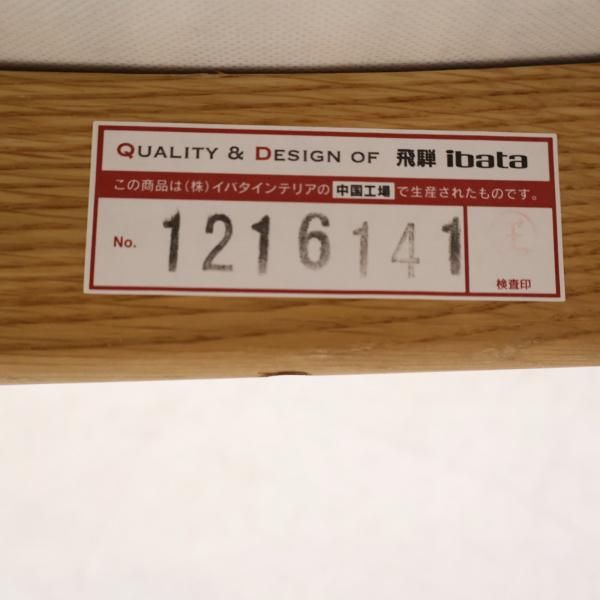 QUALITY & DESIGN OF 飛騨 ibata
この商品は(株)イバタインテリアの 中国工場 で生産されたものです。
No. 1216141
王
検査印